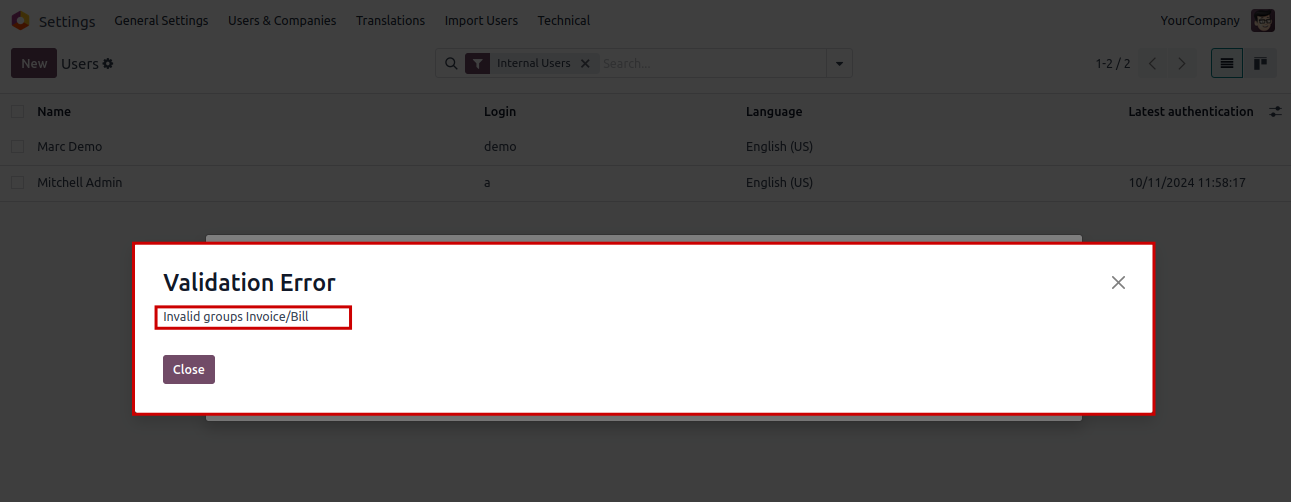 Settings General Settings Users & Companies Translations Import Users Technical YourCompany
New Users Internal Users Search... 1-2 / 2
Name Login Language Latest authentication
Marc Demo demo English (US)
Mitchell Admin a English (US) 10/11/2024 11:58:17
Validation Error
Invalid groups Invoice/Bill
Close